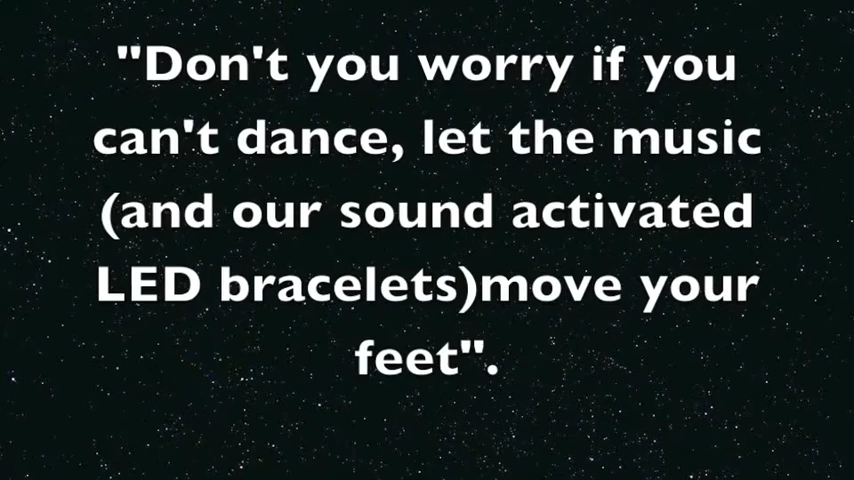 "Don't you worry if you
can't dance, let the music
(and our sound activated
LED bracelets)move your
feet".